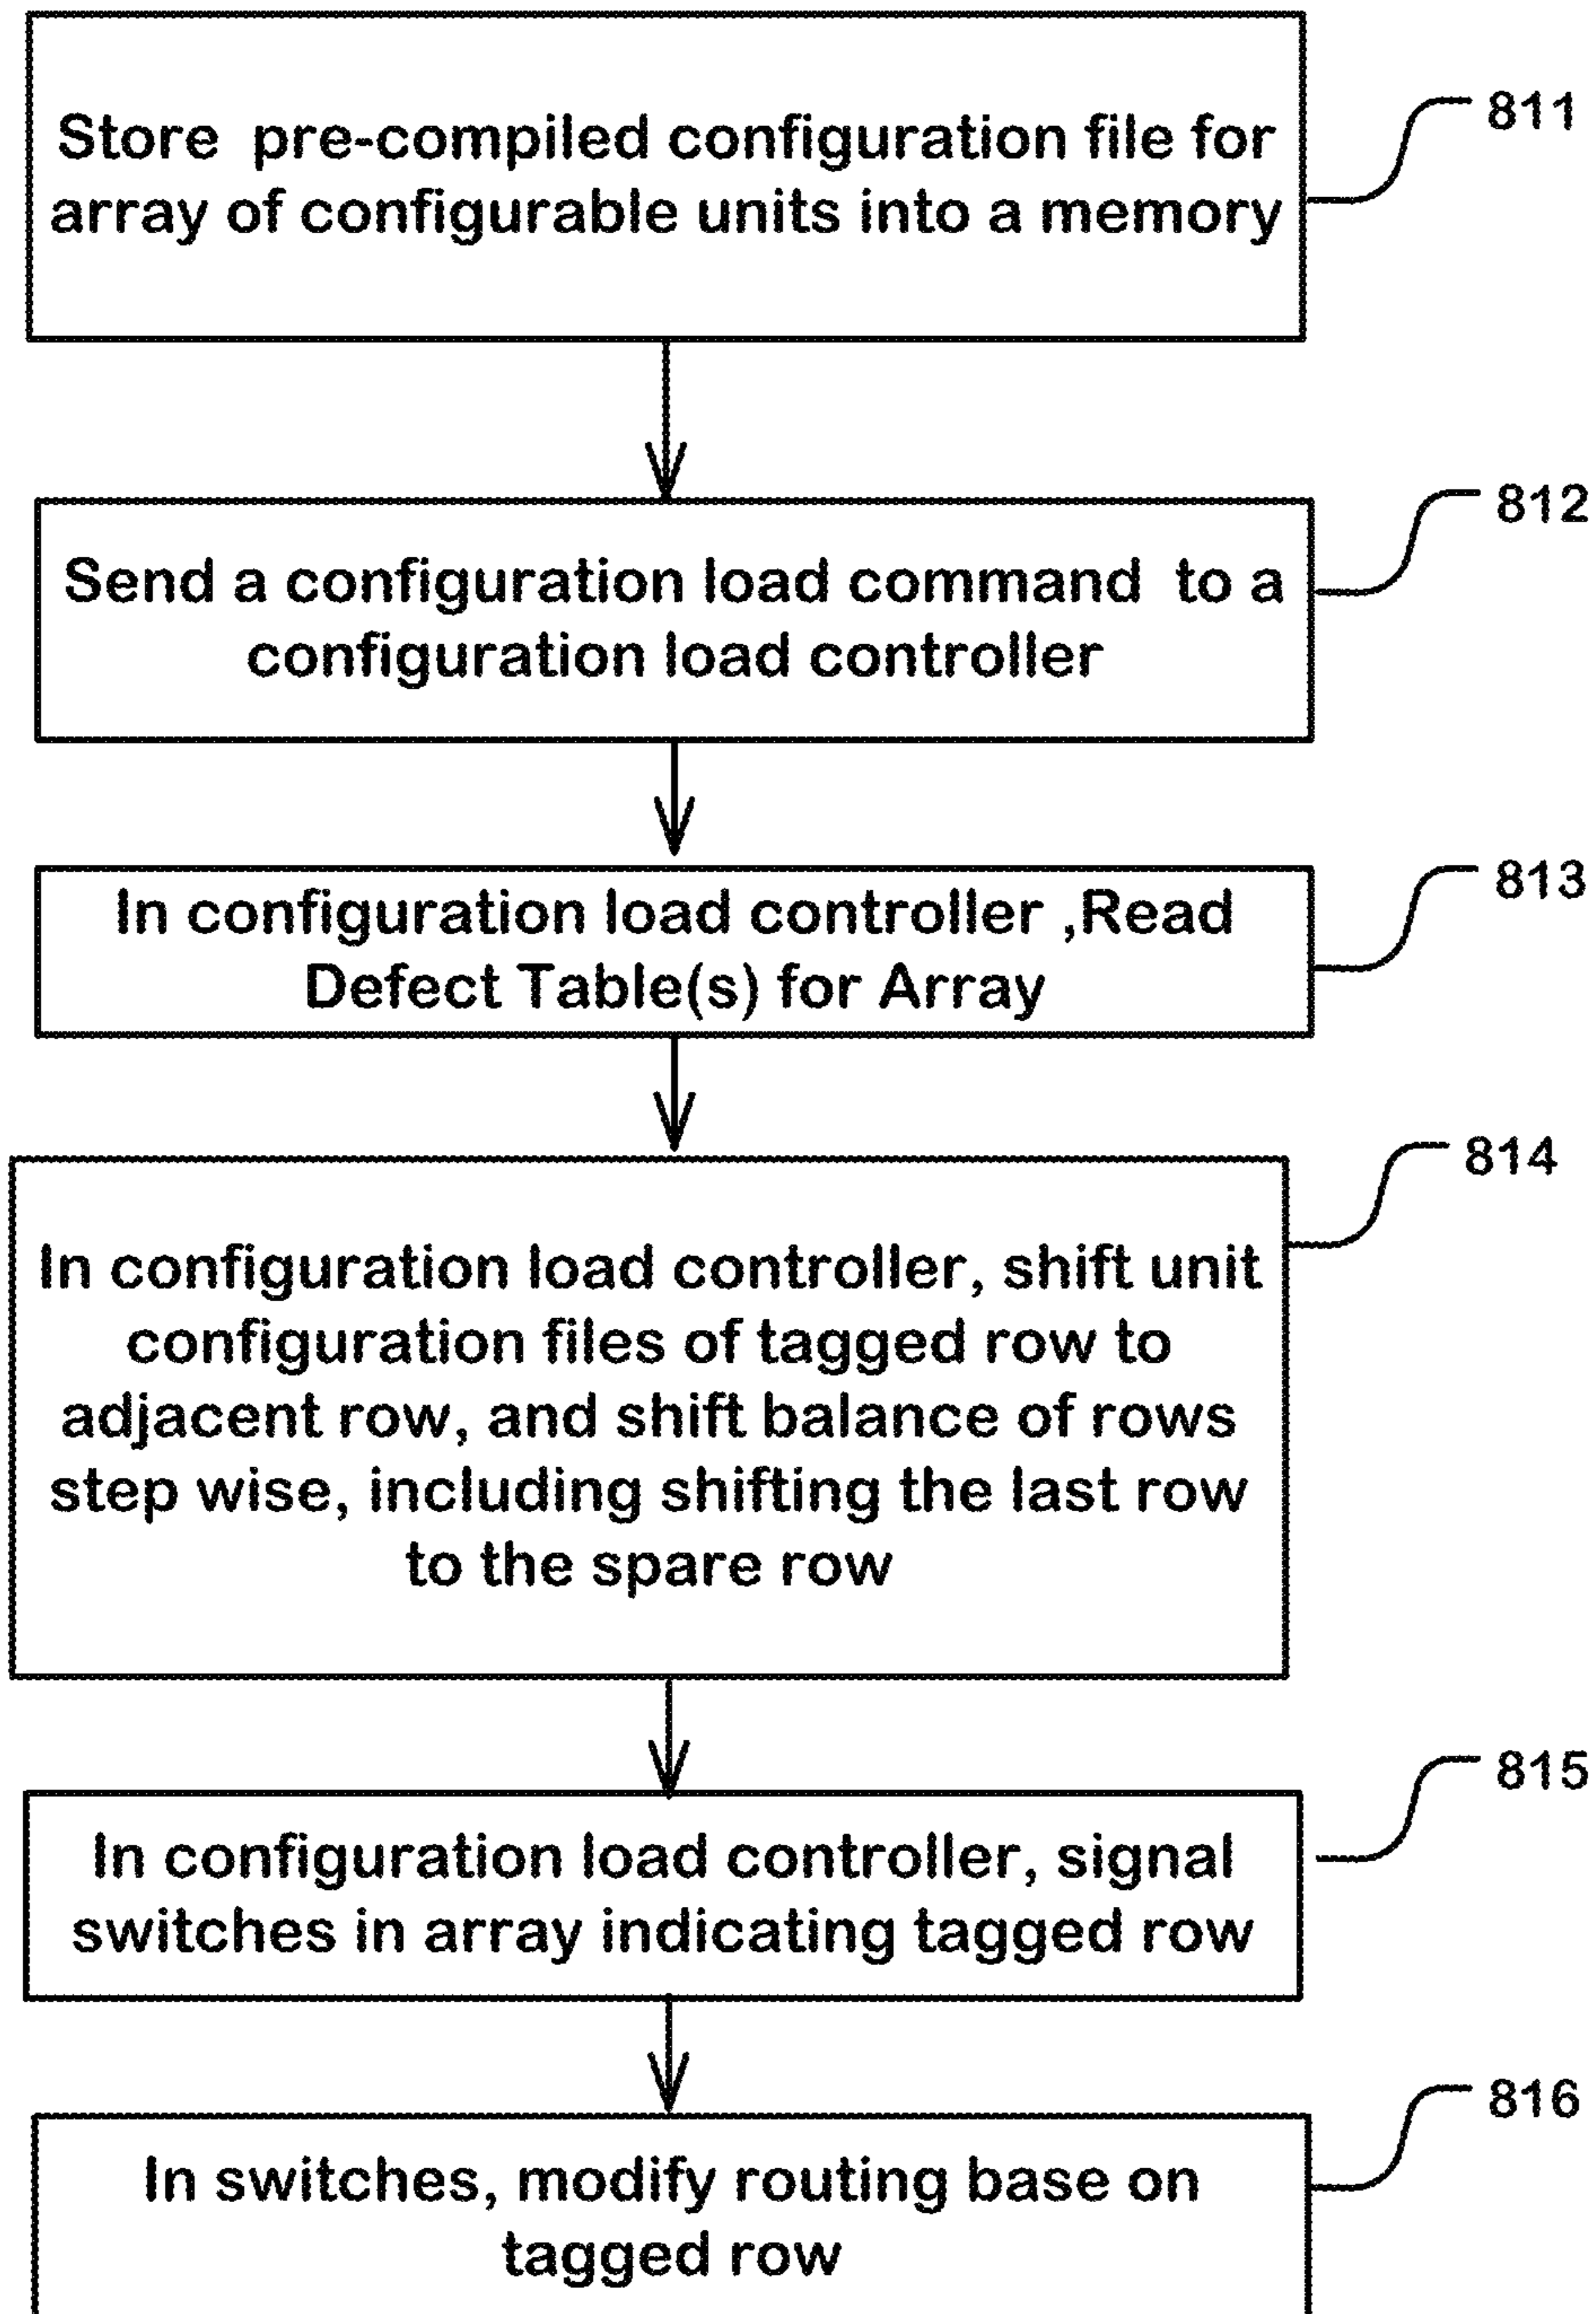 Store pre-compiled configuration file for
array of configurable units into a memory
811
Send a configuration load command to a
configuration load controller
812
In configuration load controller ,Read
Defect Table(s) for Array
813
In configuration load controller, shift unit
configuration files of tagged row to
adjacent row, and shift balance of rows
step wise, including shifting the last row
to the spare row
814
In configuration load controller, signal
switches in array indicating tagged row
815
In switches, modify routing base on
tagged row
816